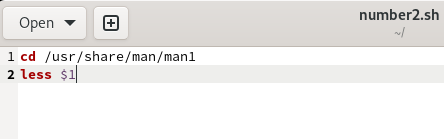 Open
number2.sh
~/
1 cd /usr/share/man/man1
2 less $1